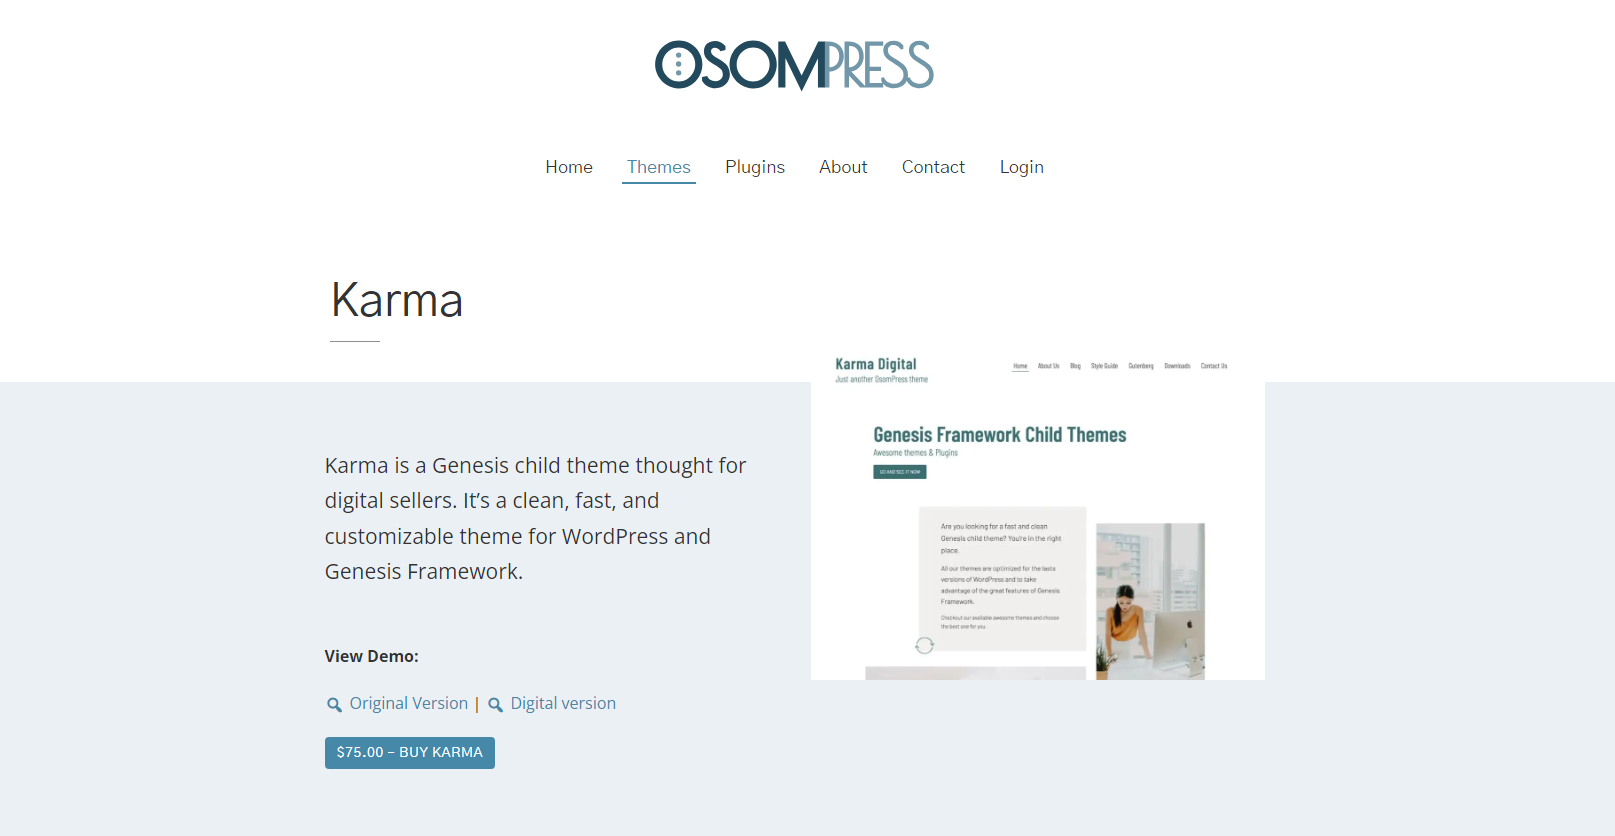 OSOMPRESS
Home Themes Plugins About Contact Login
Karma
Karma Digital
Just another OsomPress theme
Home About Us Blog Style Guide Gutenberg Downloads Contact Us
Genesis Framework Child Themes
Awesome themes & Plugins
GO AND SEE IT NOW
Are you looking for a fast and clean
Genesis child theme? You're in the right
place.
All our themes are optimized for the lasts
versions of WordPress and to take
advantage of the great features of Genesis
Framework.
Checkout our available awesome themes and choose
the best one for you.
Karma is a Genesis child theme thought for
digital sellers. It’s a clean, fast, and
customizable theme for WordPress and
Genesis Framework.
View Demo:
Original Version | Digital version
$75.00 – BUY KARMA